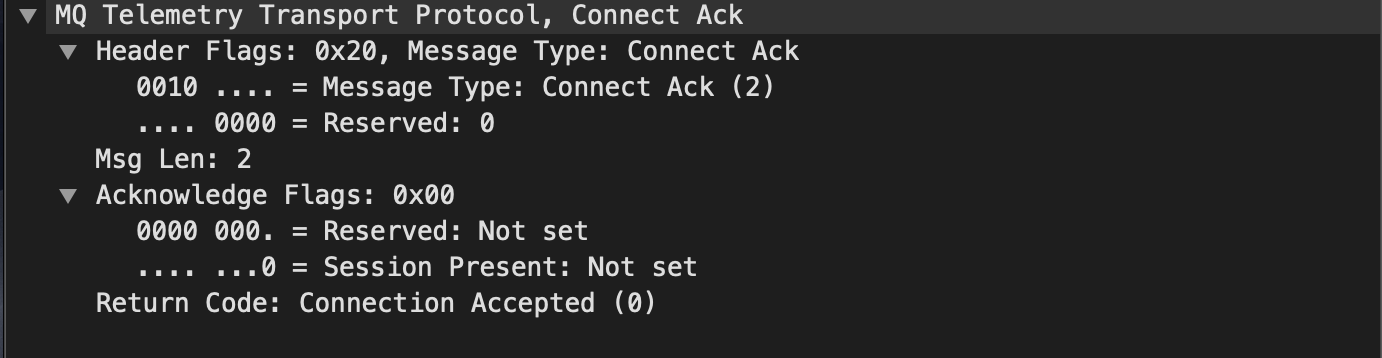 MQ Telemetry Transport Protocol, Connect Ack
Header Flags: 0x20, Message Type: Connect Ack
0010 .... = Message Type: Connect Ack (2)
.... 0000 = Reserved: 0
Msg Len: 2
Acknowledge Flags: 0x00
0000 000. = Reserved: Not set
.... ...0 = Session Present: Not set
Return Code: Connection Accepted (0)